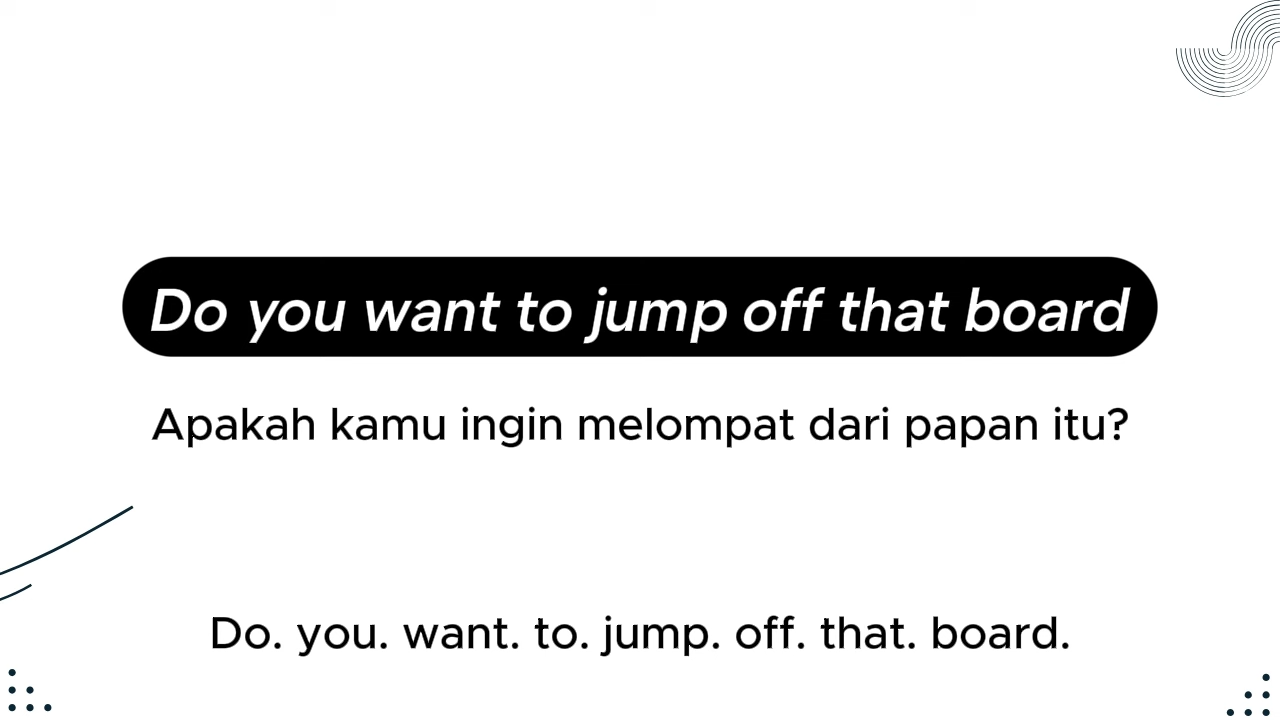 Do you want to jump off that board
Apakah kamu ingin melompat dari papan itu?
Do. you. want. to. jump. off. that. board.